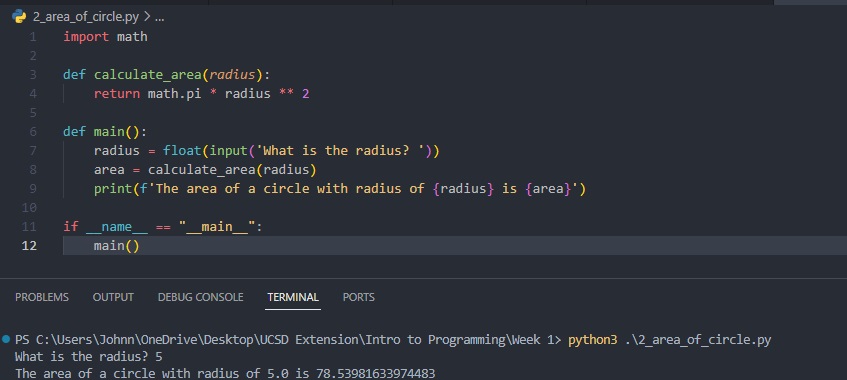 2_area_of_circle.py > ...
1 import math
2
3 def calculate_area(radius):
4     return math.pi * radius ** 2
5
6 def main():
7     radius = float(input('What is the radius? '))
8     area = calculate_area(radius)
9     print(f'The area of a circle with radius of {radius} is {area}')
10
11 if __name__ == "__main__":
12     main()
PROBLEMS OUTPUT DEBUG CONSOLE TERMINAL PORTS
PS C:\Users\Johnn\OneDrive\Desktop\UCSD Extension\Intro to Programming\Week 1> python3 .\2_area_of_circle.py
What is the radius? 5
The area of a circle with radius of 5.0 is 78.53981633974483